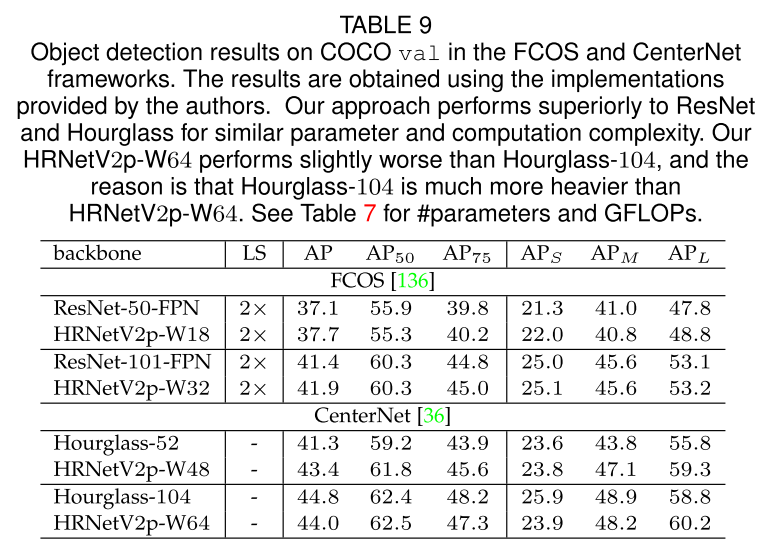 TABLE 9
Object detection results on COCO val in the FCOS and CenterNet
frameworks. The results are obtained using the implementations
provided by the authors. Our approach performs superiorly to ResNet
and Hourglass for similar parameter and computation complexity. Our
HRNetV2p-W64 performs slightly worse than Hourglass-104, and the
reason is that Hourglass-104 is much more heavier than
HRNetV2p-W64. See Table 7 for #parameters and GFLOPs.
backbone LS AP AP50 AP75 APS APM APL
FCOS [136]
ResNet-50-FPN 2× 37.1 55.9 39.8 21.3 41.0 47.8
HRNetV2p-W18 2× 37.7 55.3 40.2 22.0 40.8 48.8
ResNet-101-FPN 2× 41.4 60.3 44.8 25.0 45.6 53.1
HRNetV2p-W32 2× 41.9 60.3 45.0 25.1 45.6 53.2
CenterNet [36]
Hourglass-52 - 41.3 59.2 43.9 23.6 43.8 55.8
HRNetV2p-W48 - 43.4 61.8 45.6 23.8 47.1 59.3
Hourglass-104 - 44.8 62.4 48.2 25.9 48.9 58.8
HRNetV2p-W64 - 44.0 62.5 47.3 23.9 48.2 60.2